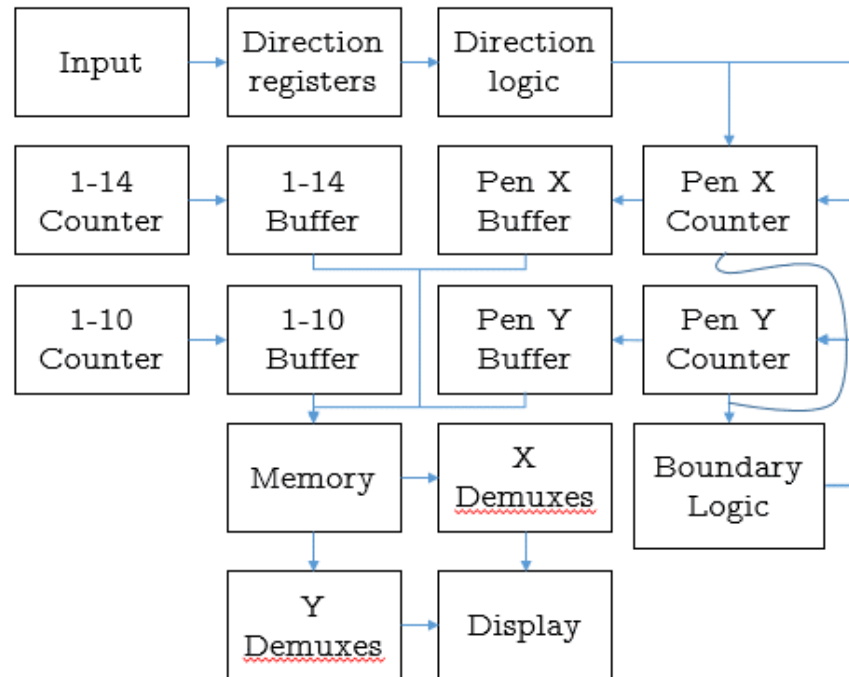 Input
Direction
registers
Direction
logic
1-14
Counter
1-14
Buffer
Pen X
Buffer
Pen X
Counter
1-10
Counter
1-10
Buffer
Pen Y
Buffer
Pen Y
Counter
Memory
X
Demuxes
Boundary
Logic
Y
Demuxes
Display